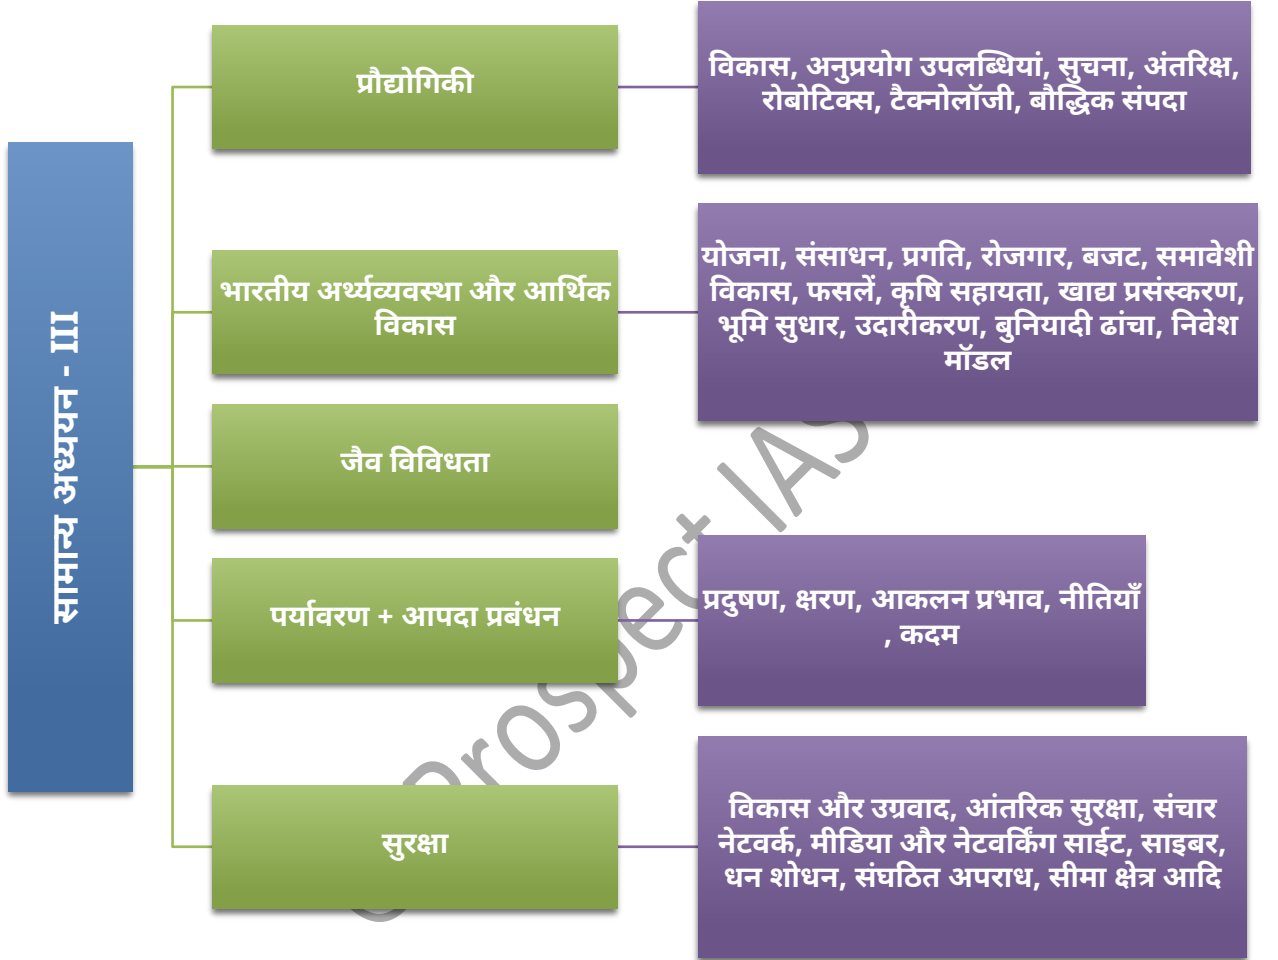 सामान्य अध्ययन - III
प्रौद्योगिकी
विकास, अनुप्रयोग उपलब्धियां, सुचना, अंतरिक्ष,
रोबोटिक्स, टैक्नोलॉजी, बौद्धिक संपदा
भारतीय अर्थ्यव्यवस्था और आर्थिक
विकास
योजना, संसाधन, प्रगति, रोजगार, बजट, समावेशी
विकास, फसलें, कृषि सहायता, खाद्य प्रसंस्करण,
भूमि सुधार, उदारीकरण, बुनियादी ढांचा, निवेश
मॉडल
जैव विविधता
पर्यावरण + आपदा प्रबंधन
प्रदुषण, क्षरण, आकलन प्रभाव, नीतियाँ
, कदम
सुरक्षा
विकास और उग्रवाद, आंतरिक सुरक्षा, संचार
नेटवर्क, मीडिया और नेटवर्किंग साईट, साइबर,
धन शोधन, संघठित अपराध, सीमा क्षेत्र आदि
Prospect IAS